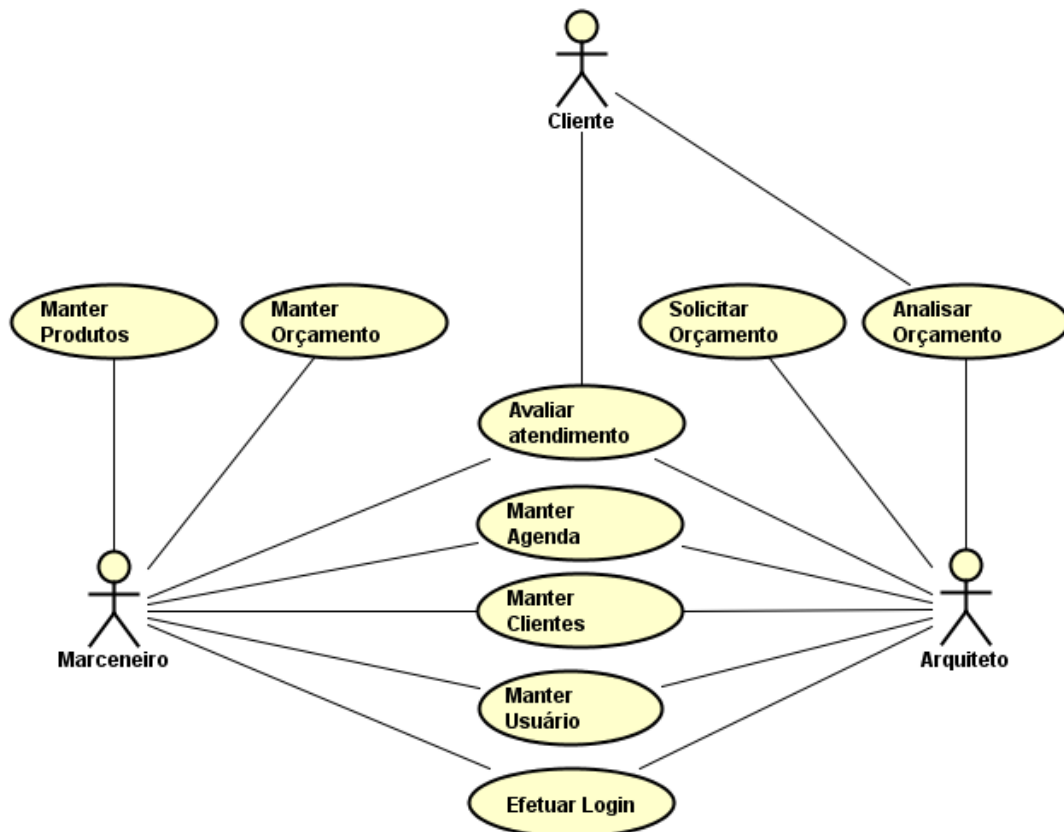 Cliente
Manter
Produtos
Manter
Orçamento
Solicitar
Orçamento
Analisar
Orçamento
Avaliar
atendimento
Manter
Agenda
Manter
Clientes
Marceneiro
Arquiteto
Manter
Usuário
Efetuar Login